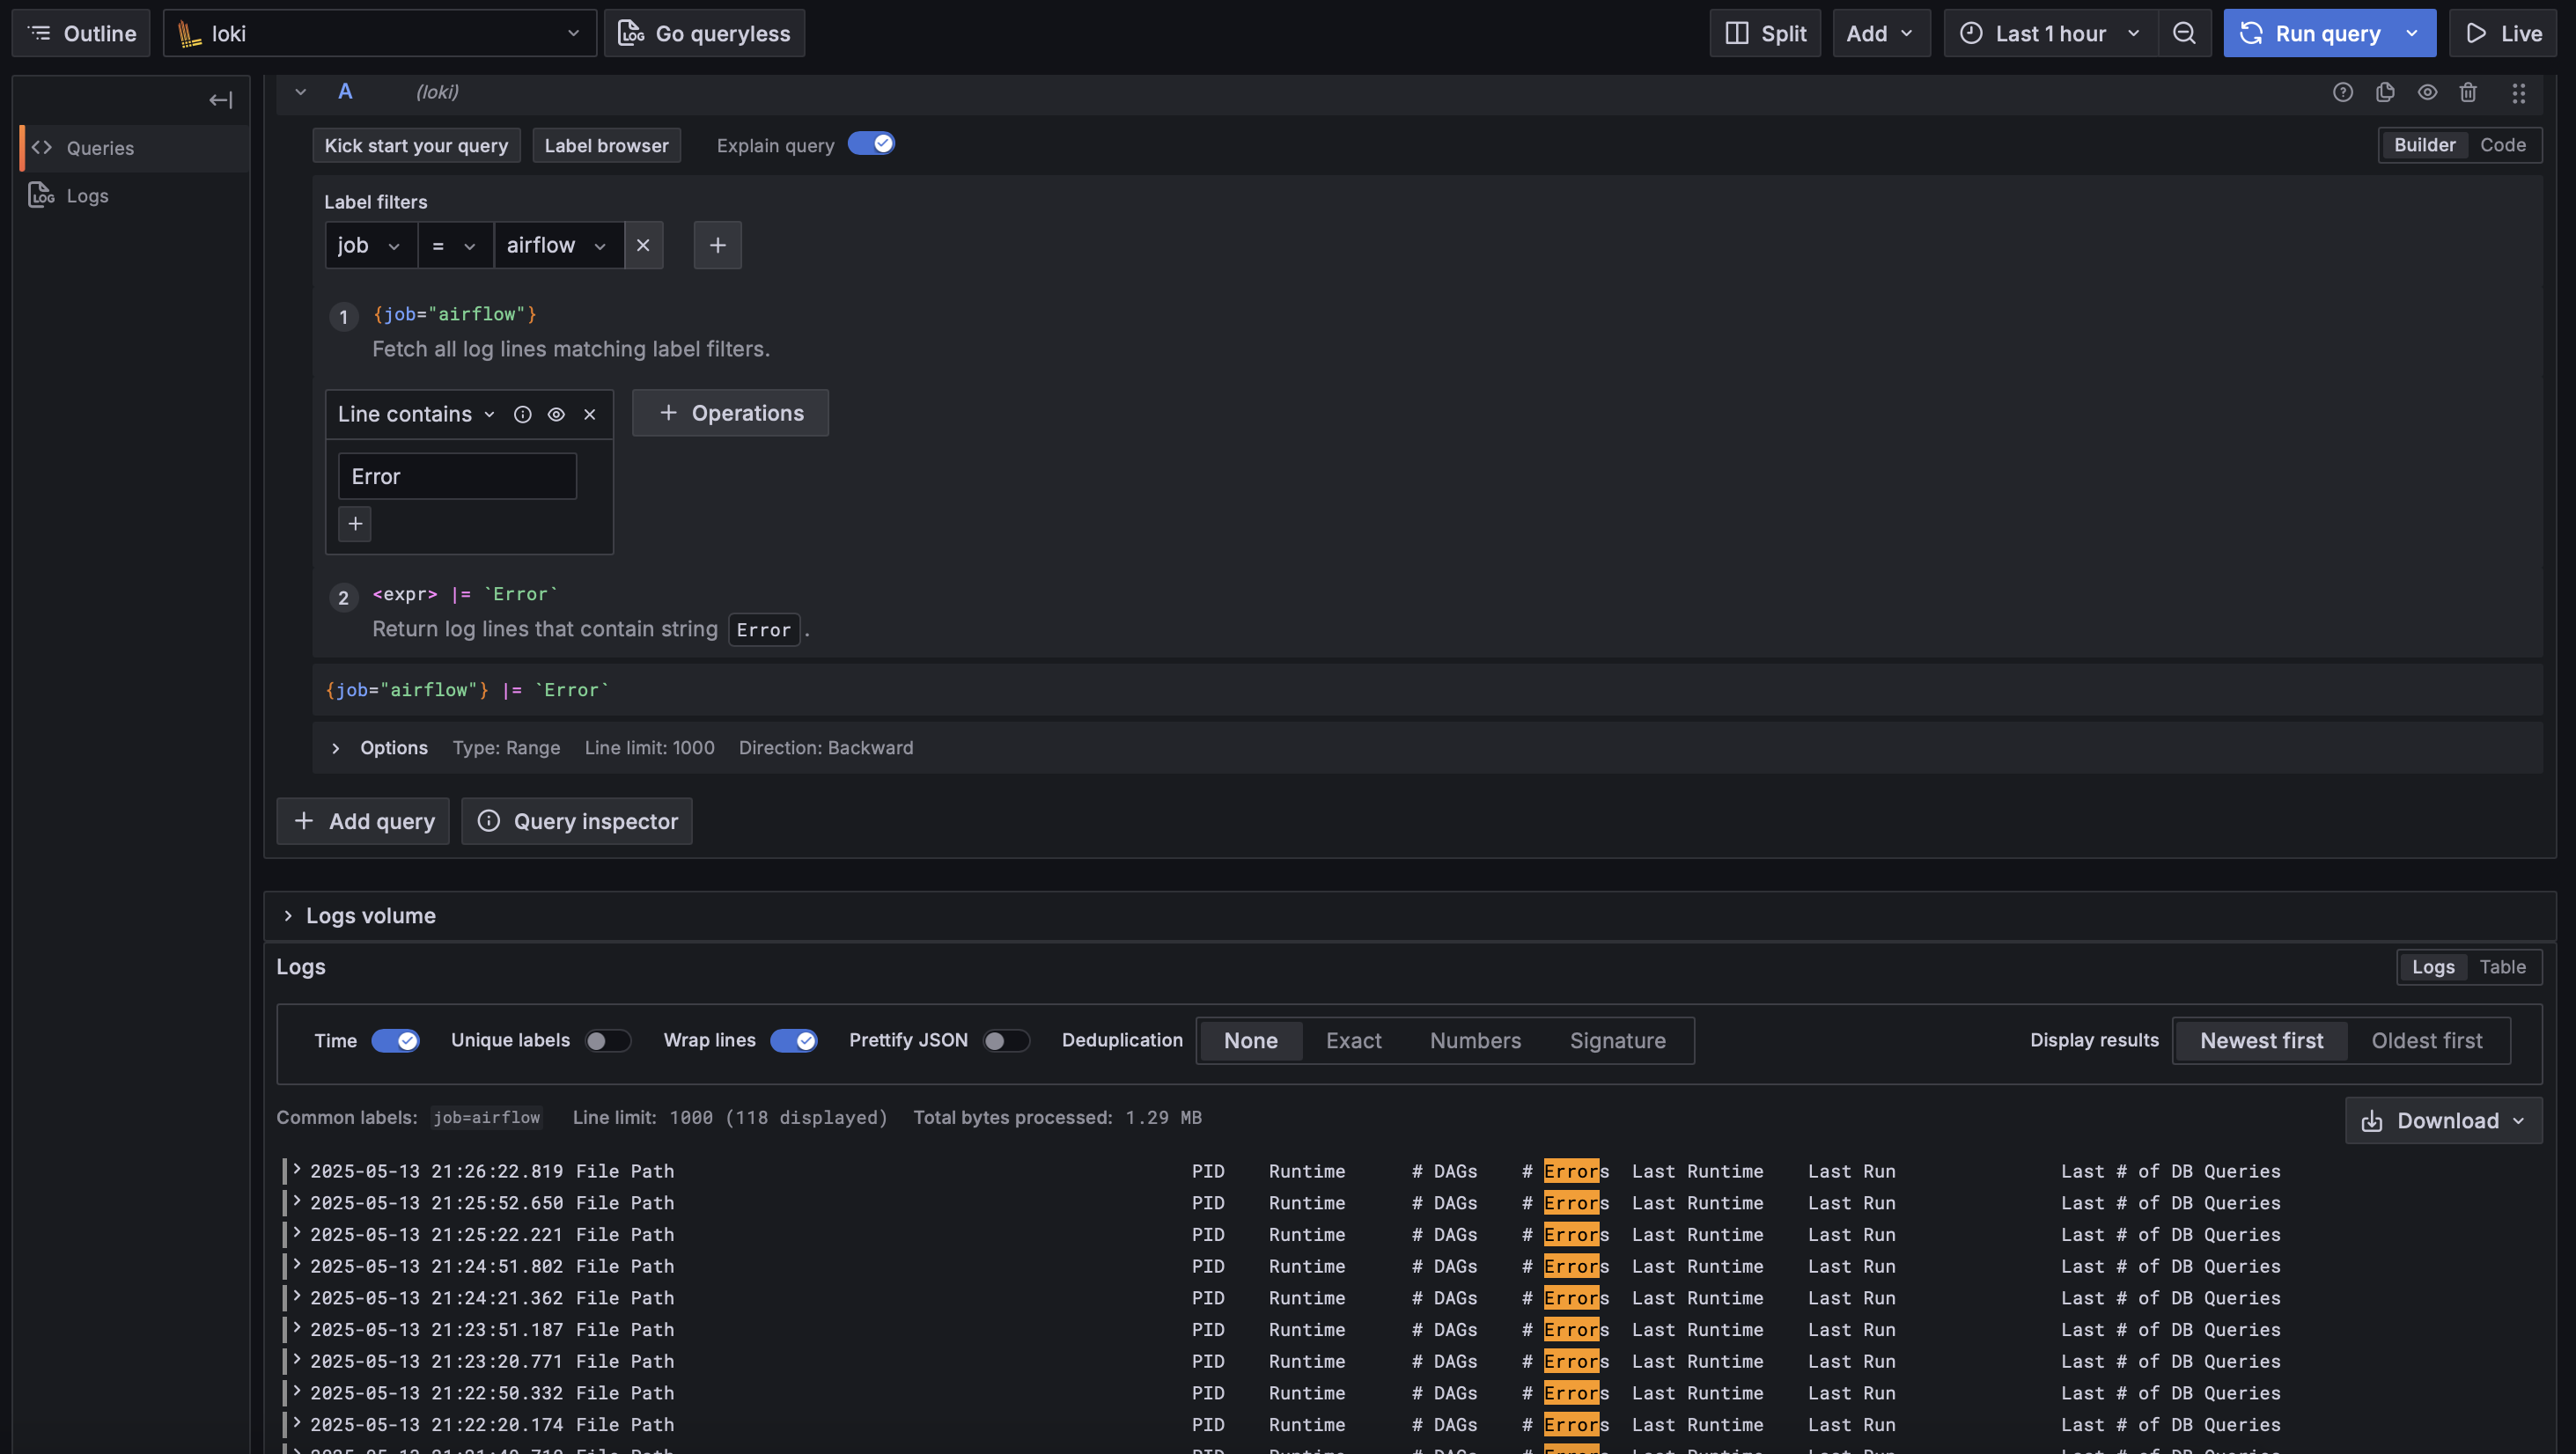 Outline loki Go queryless Split Add Last 1 hour Run query Live
A (loki)
Queries
Logs
Kick start your query Label browser Explain query Builder Code
Label filters
job = airflow
1 {job="airflow"}
Fetch all log lines matching label filters.
Line contains Operations
Error
2 <expr> |= `Error`
Return log lines that contain string Error .
{job="airflow"} |= `Error`
Options Type: Range Line limit: 1000 Direction: Backward
Add query Query inspector
Logs volume
Logs Logs Table
Time Unique labels Wrap lines Prettify JSON Deduplication None Exact Numbers Signature Display results Newest first Oldest first
Common labels: job=airflow Line limit: 1000 (118 displayed) Total bytes processed: 1.29 MB Download
2025-05-13 21:26:22.819 File Path PID Runtime # DAGs # Errors Last Runtime Last Run Last # of DB Queries
2025-05-13 21:25:52.650 File Path PID Runtime # DAGs # Errors Last Runtime Last Run Last # of DB Queries
2025-05-13 21:25:22.221 File Path PID Runtime # DAGs # Errors Last Runtime Last Run Last # of DB Queries
2025-05-13 21:24:51.802 File Path PID Runtime # DAGs # Errors Last Runtime Last Run Last # of DB Queries
2025-05-13 21:24:21.362 File Path PID Runtime # DAGs # Errors Last Runtime Last Run Last # of DB Queries
2025-05-13 21:23:51.187 File Path PID Runtime # DAGs # Errors Last Runtime Last Run Last # of DB Queries
2025-05-13 21:23:20.771 File Path PID Runtime # DAGs # Errors Last Runtime Last Run Last # of DB Queries
2025-05-13 21:22:50.332 File Path PID Runtime # DAGs # Errors Last Runtime Last Run Last # of DB Queries
2025-05-13 21:22:20.174 File Path PID Runtime # DAGs # Errors Last Runtime Last Run Last # of DB Queries